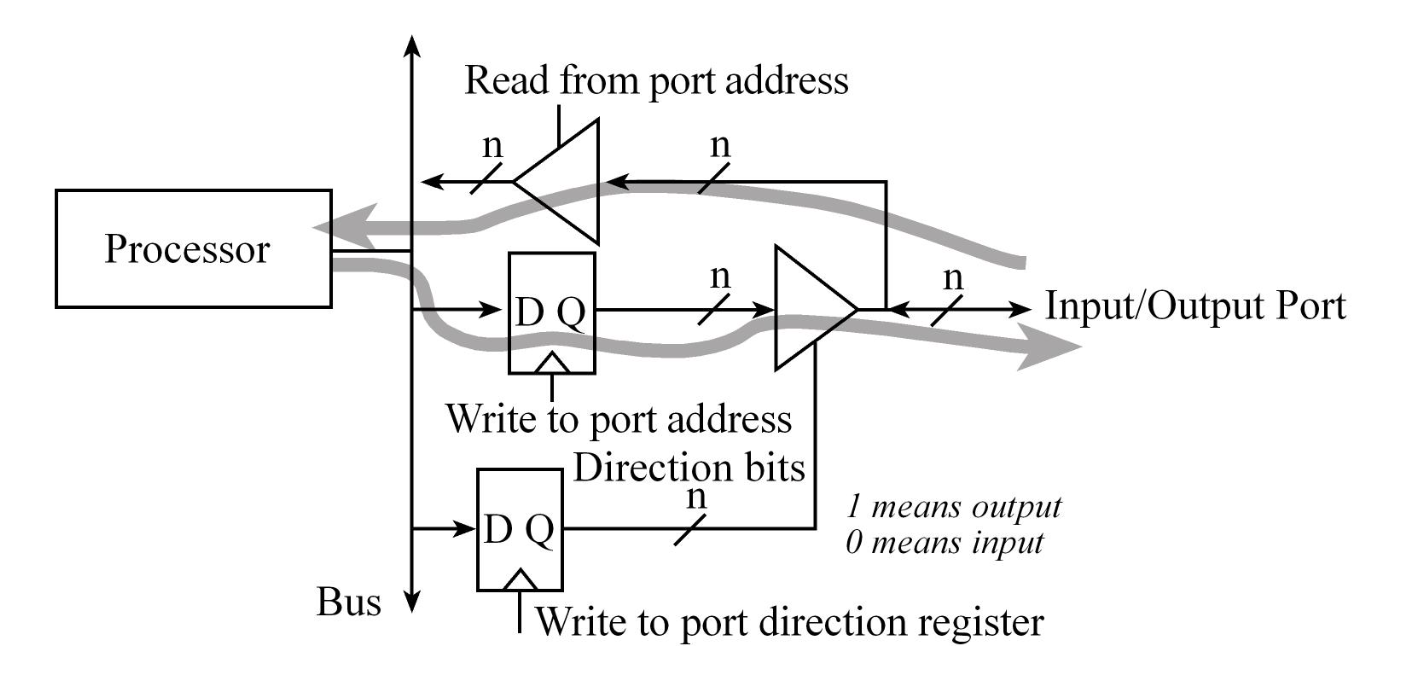 Read from port address
n
n
Processor
n
n
D Q
Input/Output Port
Write to port address
Direction bits
n
1 means output
0 means input
D Q
Bus
Write to port direction register